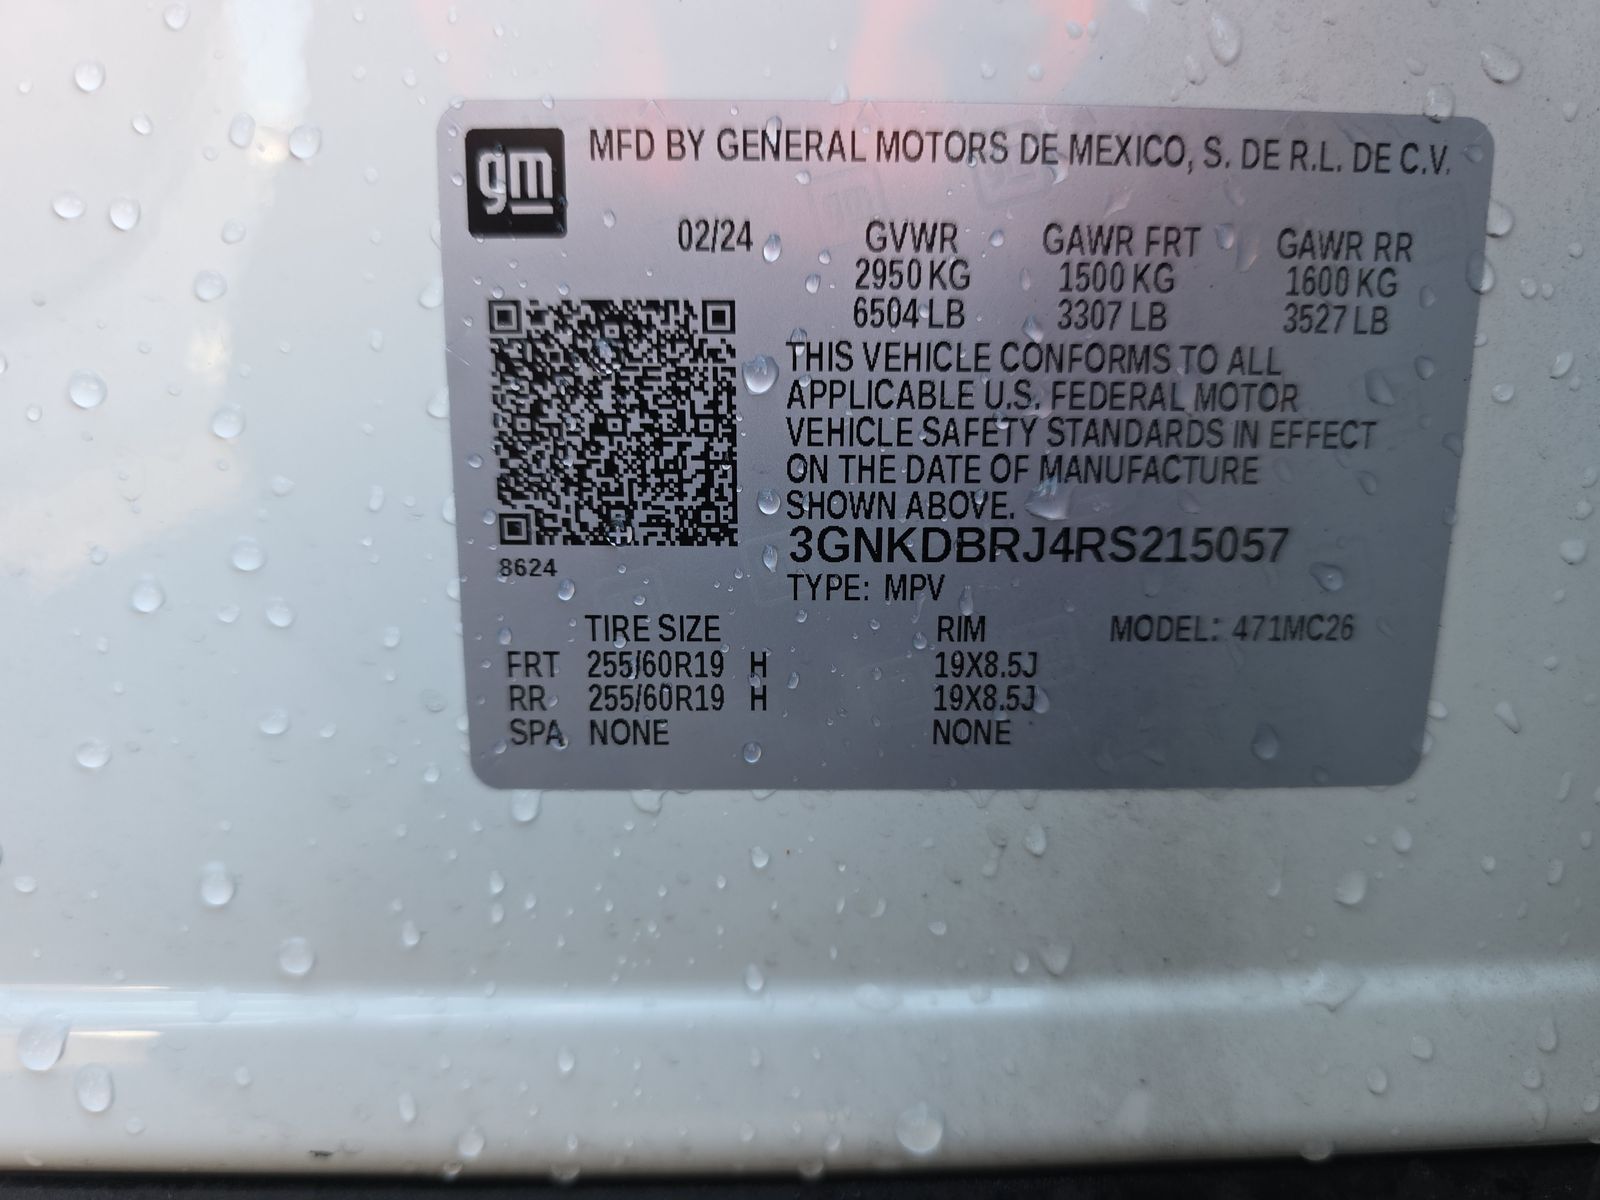 gm
MFD BY GENERAL MOTORS DE MEXICO, S. DE R.L. DE C.V.
02/24 GVWR GAWR FRT GAWR RR
2950 KG 1500 KG 1600 KG
6504 LB 3307 LB 3527 LB
THIS VEHICLE CONFORMS TO ALL
APPLICABLE U.S. FEDERAL MOTOR
VEHICLE SAFETY STANDARDS IN EFFECT
ON THE DATE OF MANUFACTURE
SHOWN ABOVE.
3GNKDBRJ4RS215057
8624
TYPE: MPV
TIRE SIZE RIM MODEL: 471MC26
FRT 255/60R19 H 19X8.5J
RR 255/60R19 H 19X8.5J
SPA NONE NONE